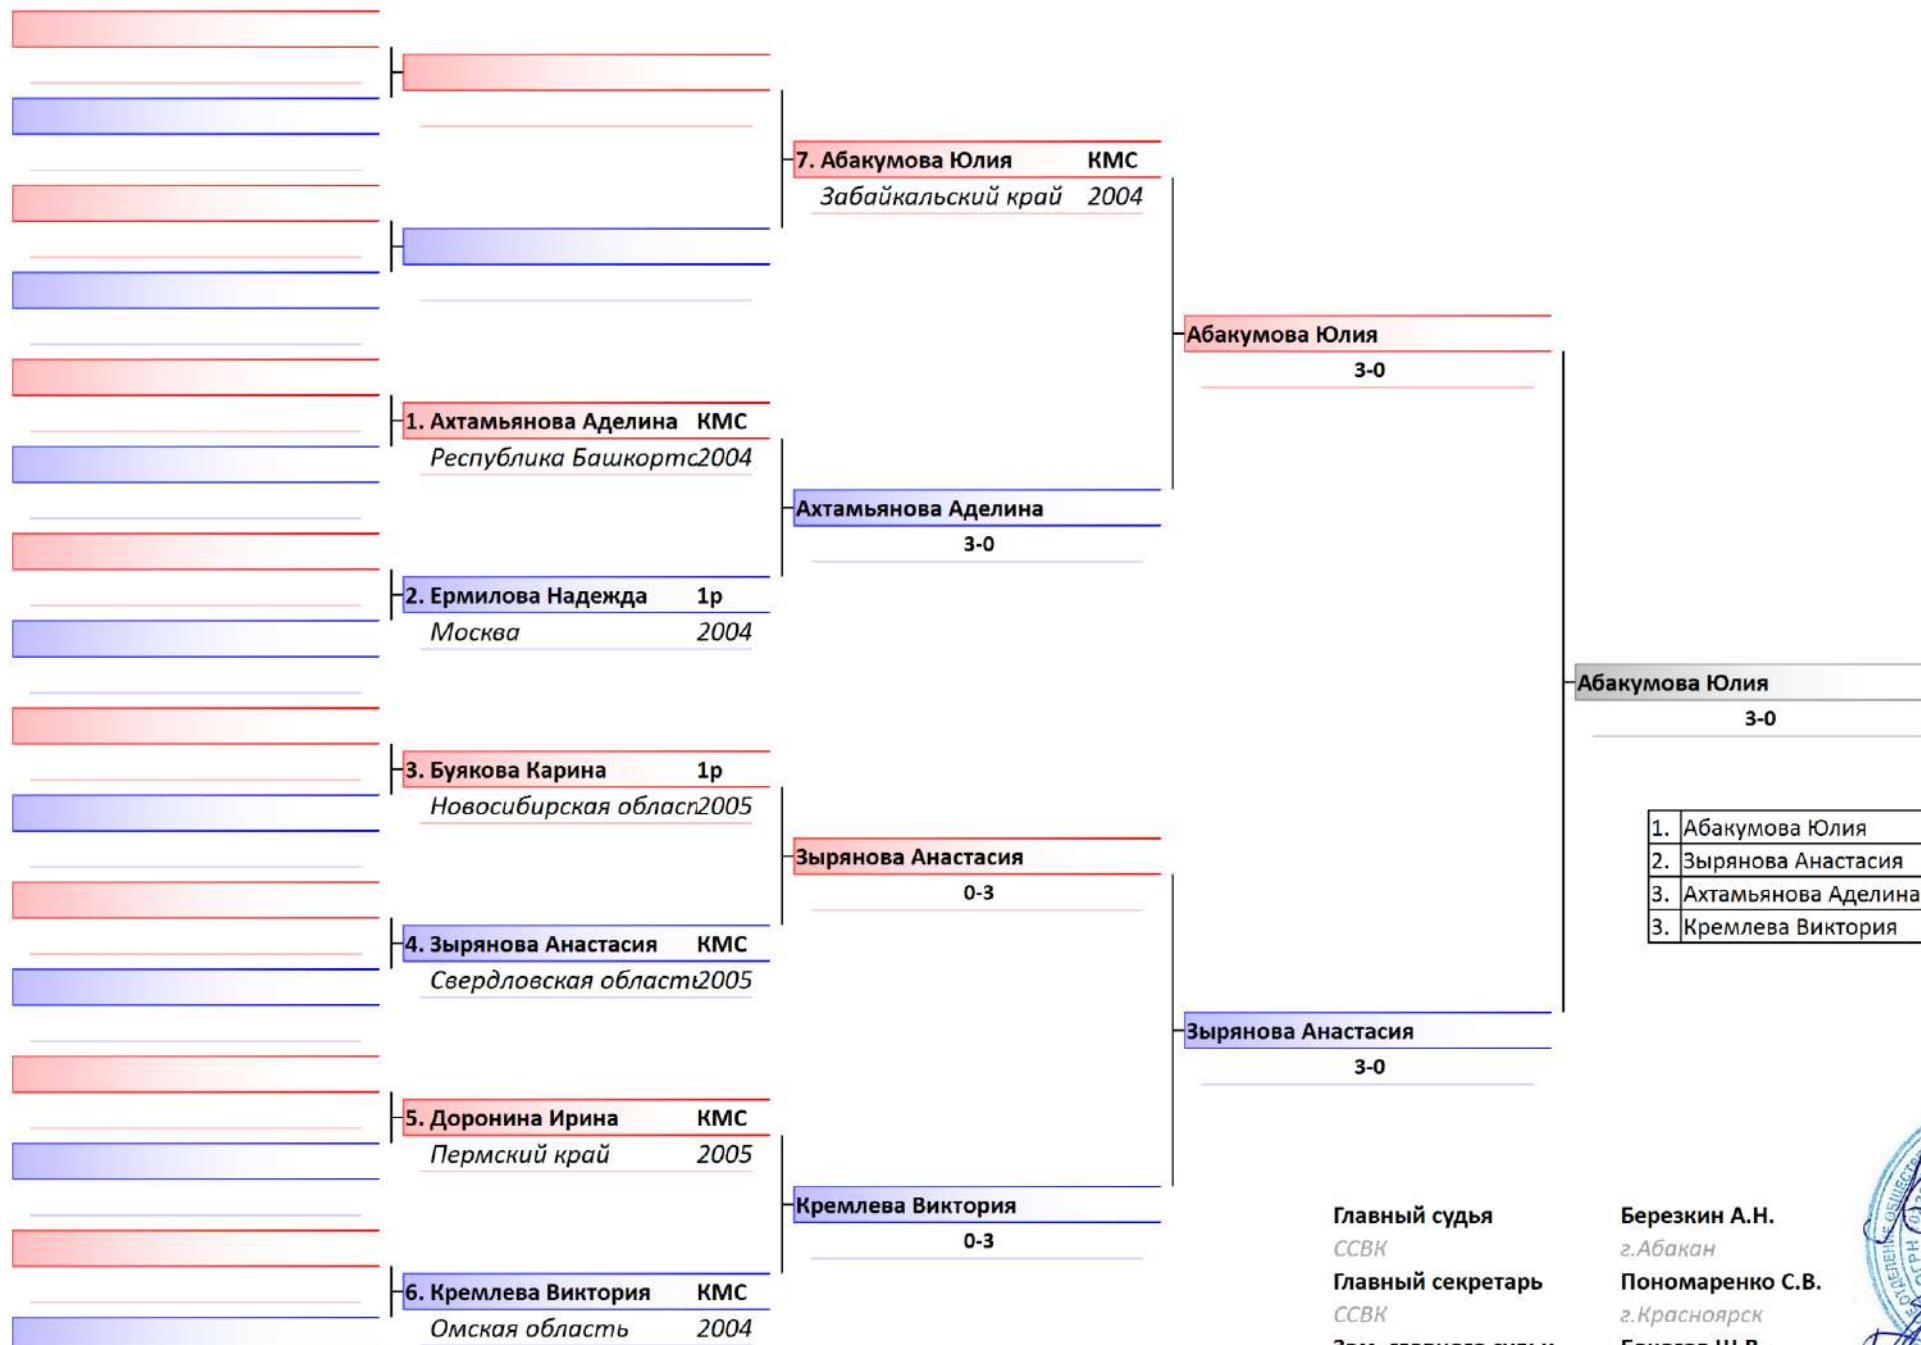 7. Абакумова Юлия КМС
Забайкальский край 2004
Абакумова Юлия
3-0
1. Ахтамьянова Аделина КМС
Республика Башкортс2004
Ахтамьянова Аделина
3-0
2. Ермилова Надежда 1р
Москва 2004
Абакумова Юлия
3-0
3. Буякова Карина 1р
Новосибирская област2005
Зырянова Анастасия
0-3
4. Зырянова Анастасия КМС
Свердловская область2005
1. Абакумова Юлия
2. Зырянова Анастасия
3. Ахтамьянова Аделина
3. Кремлева Виктория
Зырянова Анастасия
3-0
5. Доронина Ирина КМС
Пермский край 2005
Кремлева Виктория
0-3
6. Кремлева Виктория КМС
Омская область 2004
Главный судья Березкин А.Н.
ССВК г.Абакан
Главный секретарь Пономаренко С.В.
ССВК г.Красноярск